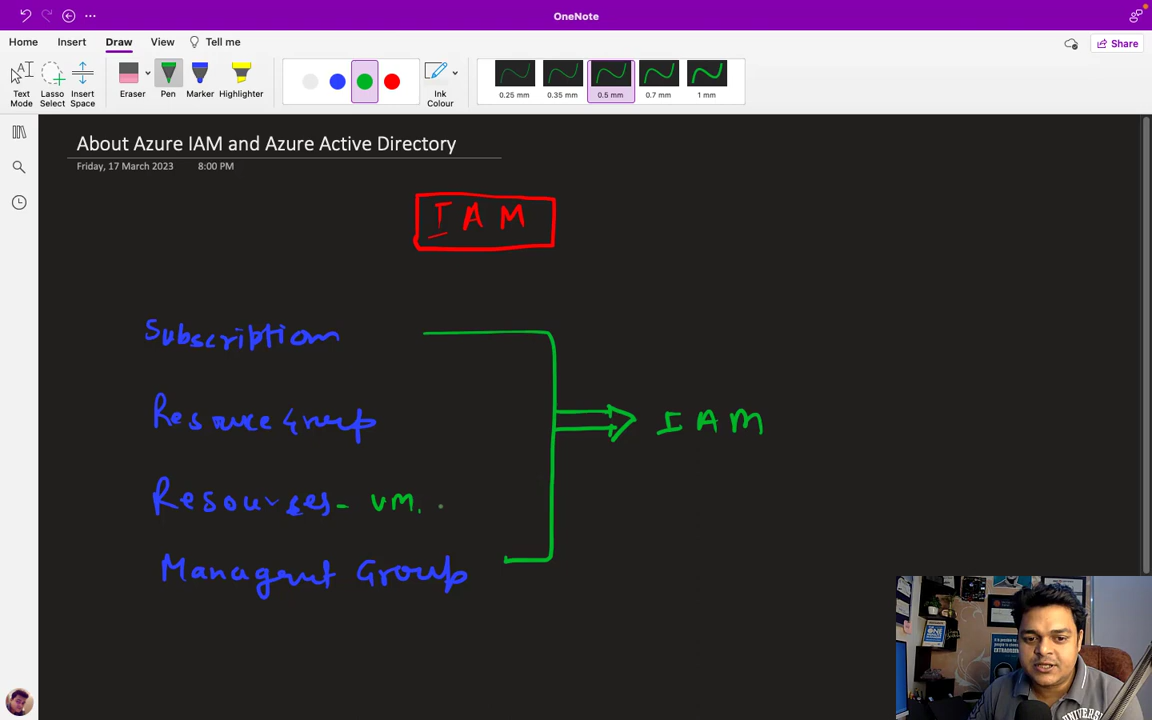 OneNote
Home Insert Draw View Tell me
Share
Text Mode
Lasso Select
Insert Space
Eraser
Pen
Marker
Highlighter
Ink Colour
0.25 mm
0.35 mm
0.5 mm
0.7 mm
1 mm
About Azure IAM and Azure Active Directory
Friday, 17 March 2023 8:00 PM
IAM
Subscription
Resource Group
IAM
Resources - VM,
Managent Group